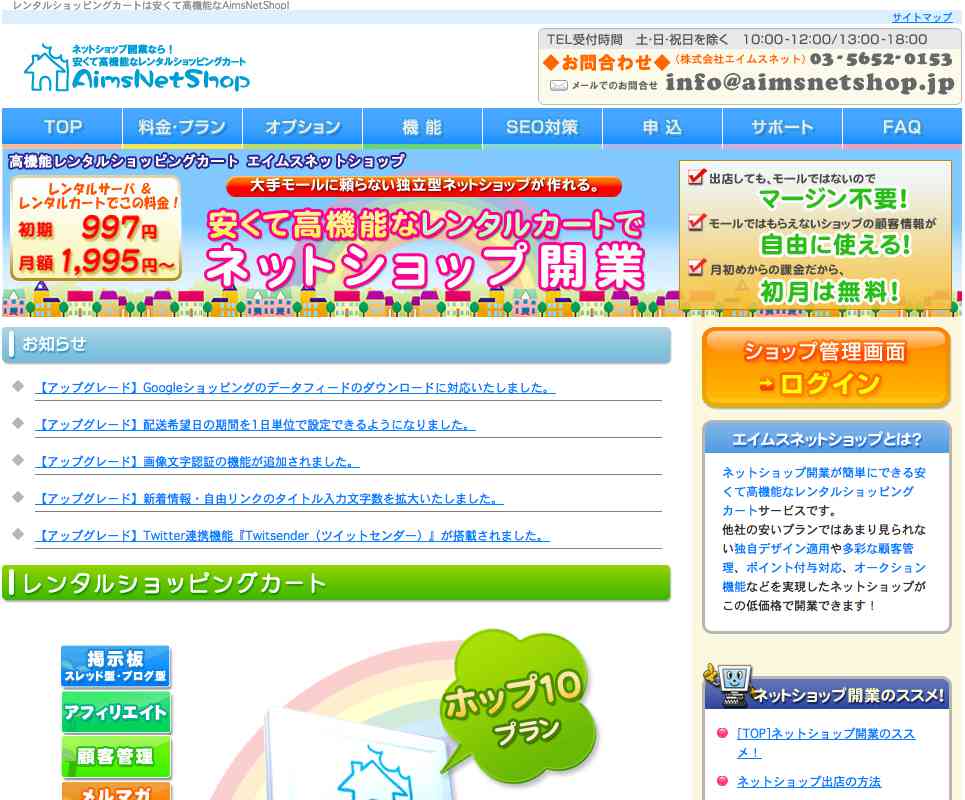 レンタルショッピングカートは安くて高機能なAimsNetShop!
サイトマップ
ネットショップ開業なら！
安くて高機能なレンタルショッピングカート
AimsNetShop
TEL受付時間　土・日・祝日を除く　10:00-12:00/13:00-18:00
◆お問合わせ◆（株式会社エイムスネット）03-5652-0153
メールでのお問合せ info@aimsnetshop.jp
TOP
料金・プラン
オプション
機 能
SEO対策
申 込
サポート
FAQ
高機能レンタルショッピングカート エイムスネットショップ
レンタルサーバ &
レンタルカートでこの料金！
初期 997円
月額 1,995円～
大手モールに頼らない独立型ネットショップが作れる。
安くて高機能なレンタルカートで
ネットショップ開業
出店しても、モールではないので
マージン不要！
モールではもらえないショップの顧客情報が
自由に使える！
月初めからの課金だから、
初月は無料！
お知らせ
【アップグレード】Googleショッピングのデータフィードのダウンロードに対応いたしました。
【アップグレード】配送希望日の期間を1日単位で設定できるようになりました。
【アップグレード】画像文字認証の機能が追加されました。
【アップグレード】新着情報・自由リンクのタイトル入力文字数を拡大いたしました。
【アップグレード】Twitter連携機能『Twitsender（ツイットセンダー）』が搭載されました。
レンタルショッピングカート
掲示板
スレッド型・ブログ型
アフィリエイト
顧客管理
メルマガ
ホップ10
プラン
ショップ管理画面
ログイン
エイムスネットショップとは？
ネットショップ開業が簡単にできる安
くて高機能なレンタルショッピング
カートサービスです。
他社の安いプランではあまり見られな
い独自デザイン適用や多彩な顧客管
理、ポイント付与対応、オークション
機能などを実現したネットショップが
この低価格で開業できます！
ネットショップ開業のススメ！
[TOP]ネットショップ開業のスス
メ！
ネットショップ出店の方法